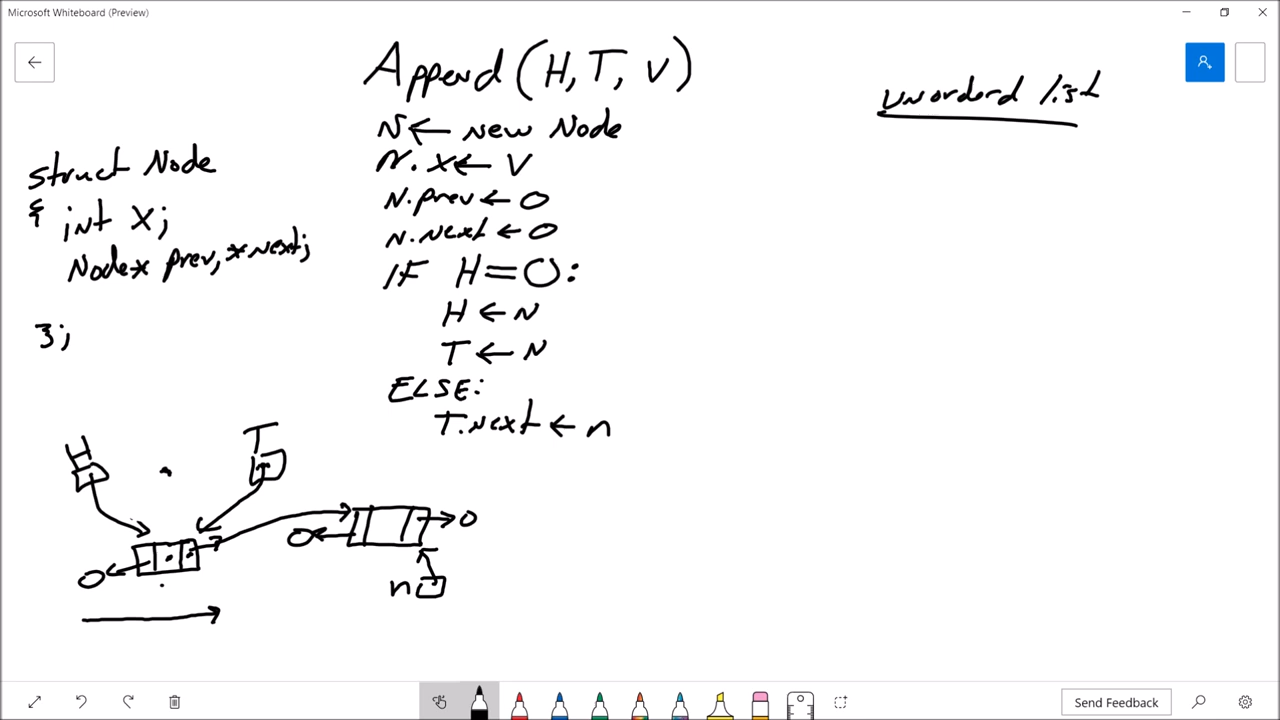 Microsoft Whiteboard (Preview)
Append (H, T, V)
unorderd list
N ← new Node
N.x ← V
N.prev ← 0
N.next ← 0
IF H = 0:
H ← N
T ← N
ELSE:
T.next ← n
struct Node
{ int x;
Node* prev, *next;
};
H
T
0
0
0
n
Send Feedback